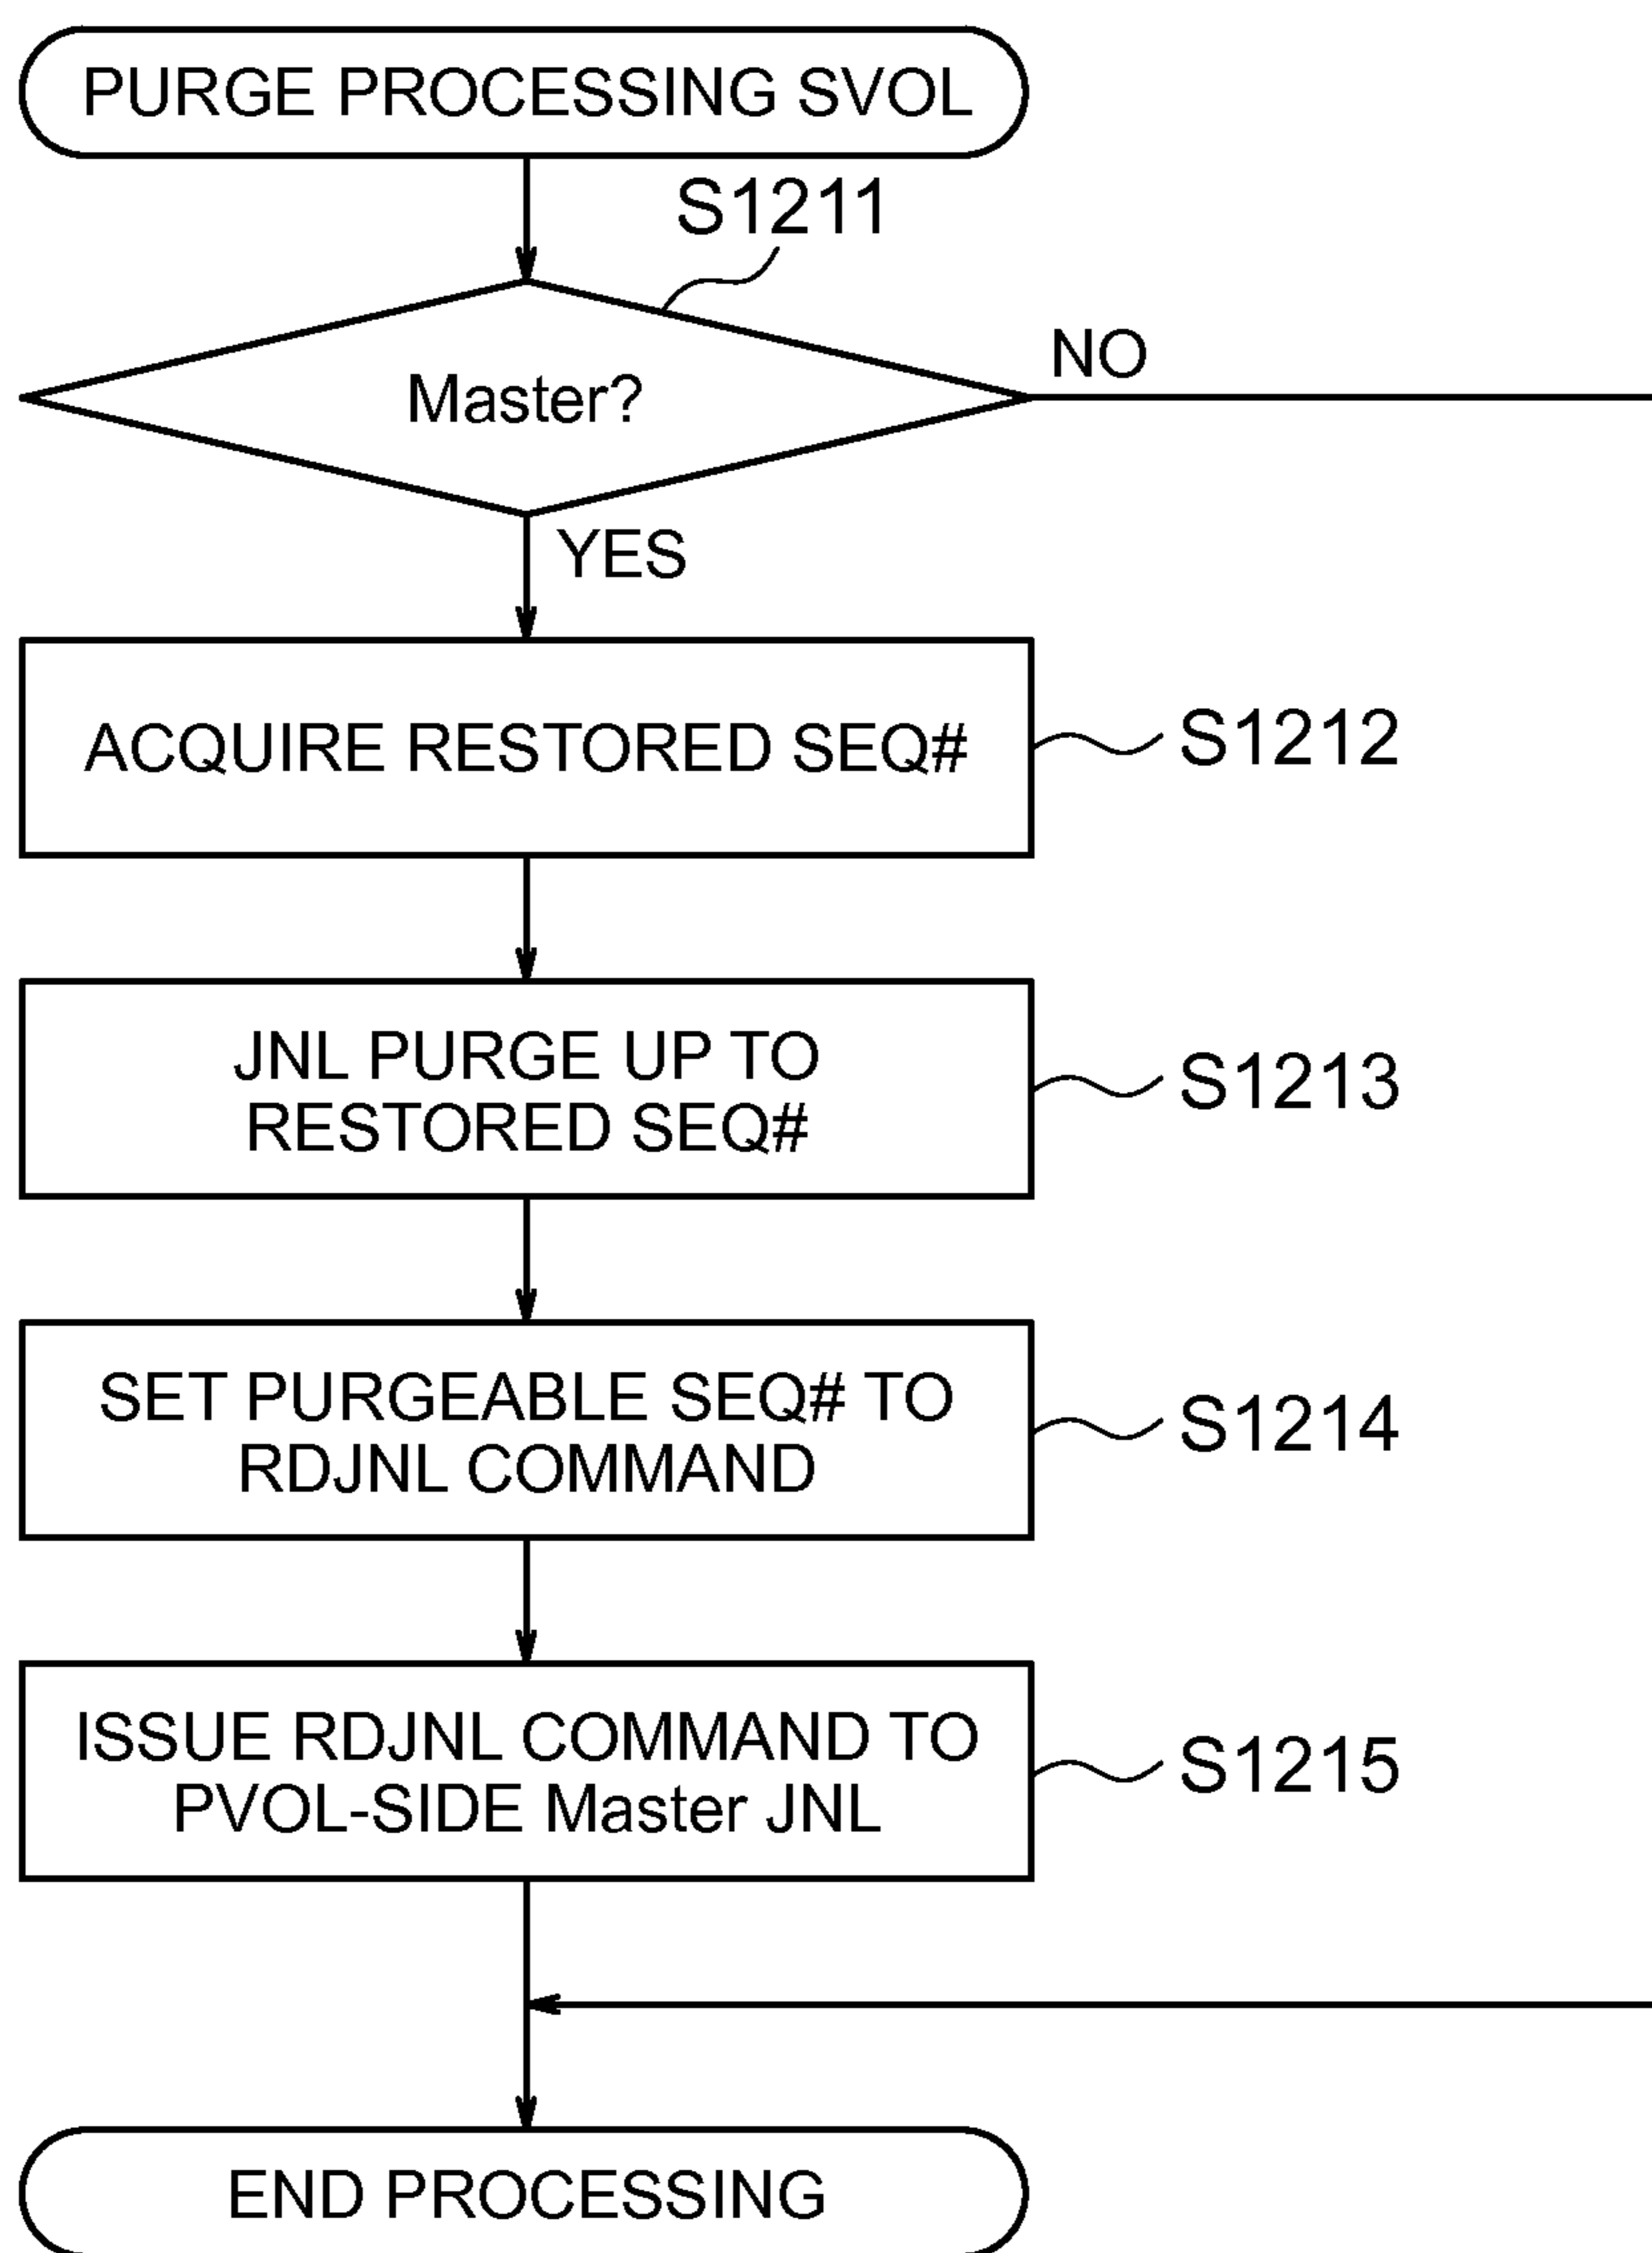 PURGE PROCESSING SVOL
S1211
Master?
NO
YES
ACQUIRE RESTORED SEQ#
S1212
JNL PURGE UP TO
RESTORED SEQ#
S1213
SET PURGEABLE SEQ# TO
RDJNL COMMAND
S1214
ISSUE RDJNL COMMAND TO
PVOL-SIDE Master JNL
S1215
END PROCESSING